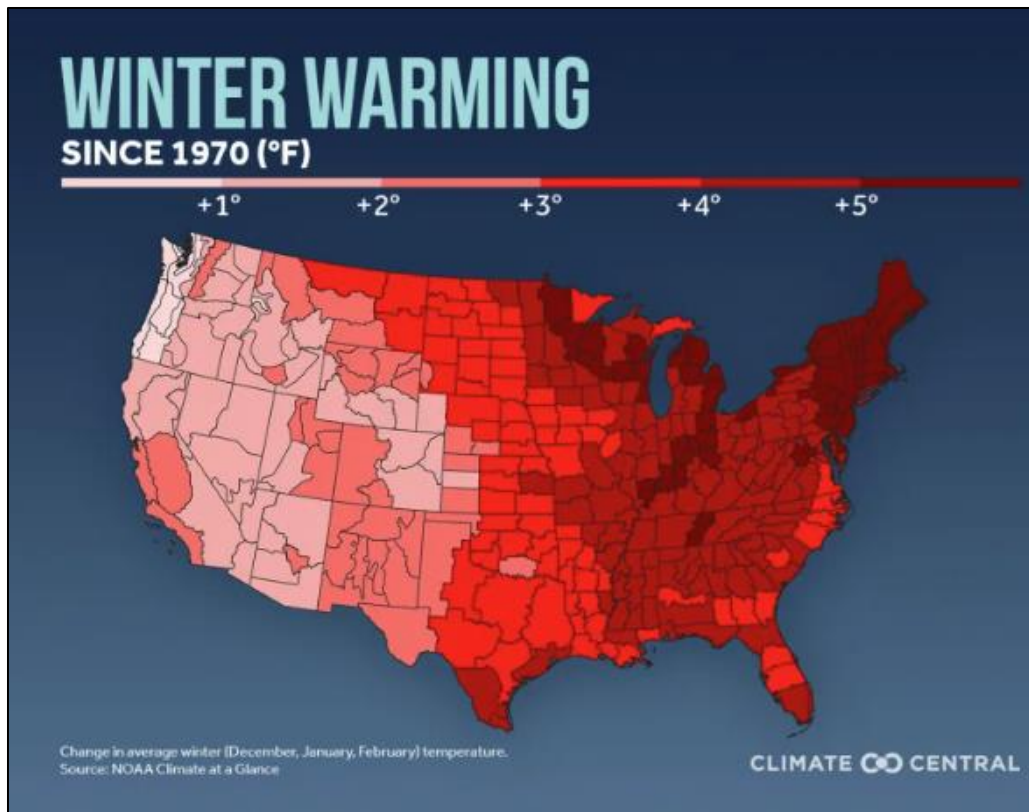 WINTER WARMING
SINCE 1970 (°F)
+1° +2° +3° +4° +5°
Change in average winter (December, January, February) temperature.
Source: NOAA Climate at a Glance
CLIMATE CENTRAL